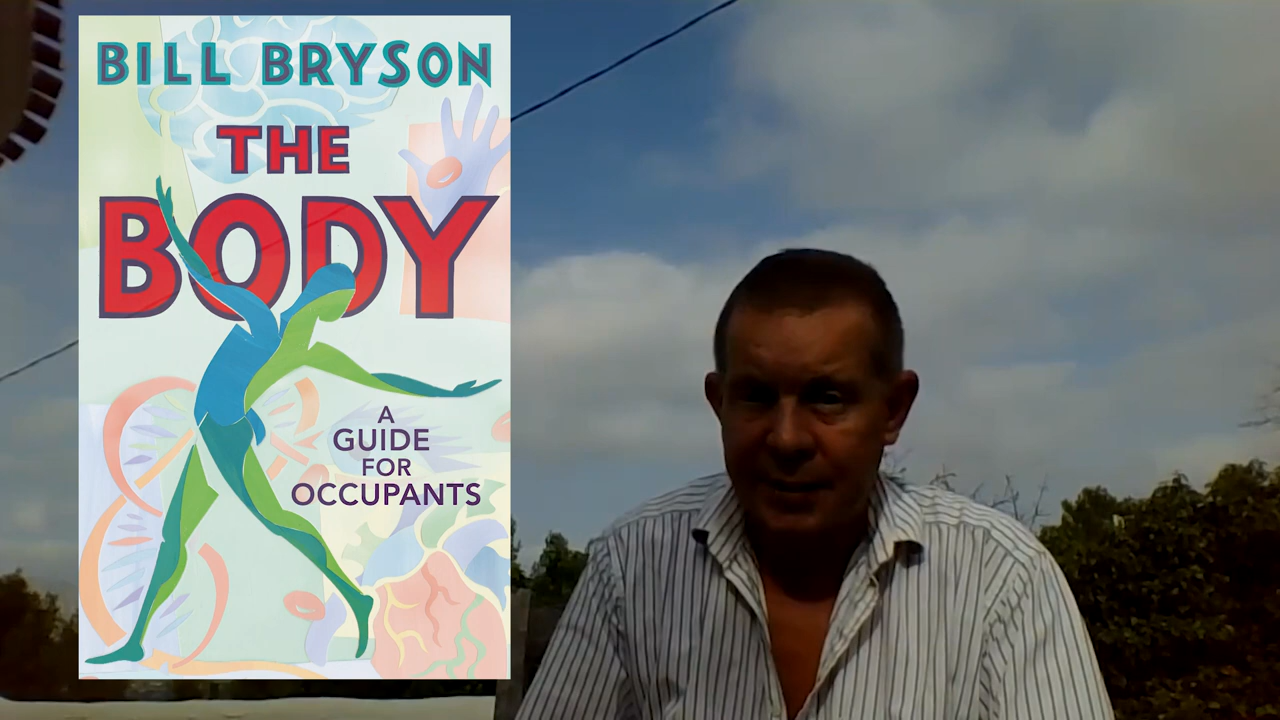 BILL BRYSON
THE
BODY
A
GUIDE
FOR
OCCUPANTS